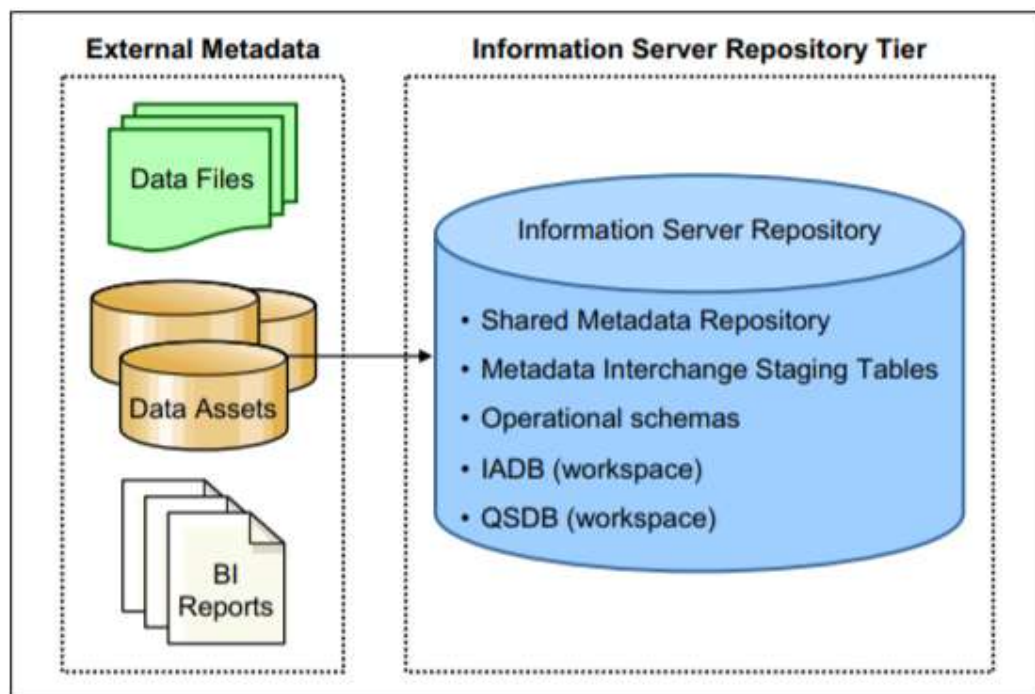 External Metadata
Data Files
Data Assets
BI
Reports
Information Server Repository Tier
Information Server Repository
• Shared Metadata Repository
• Metadata Interchange Staging Tables
• Operational schemas
• IADB (workspace)
• QSDB (workspace)